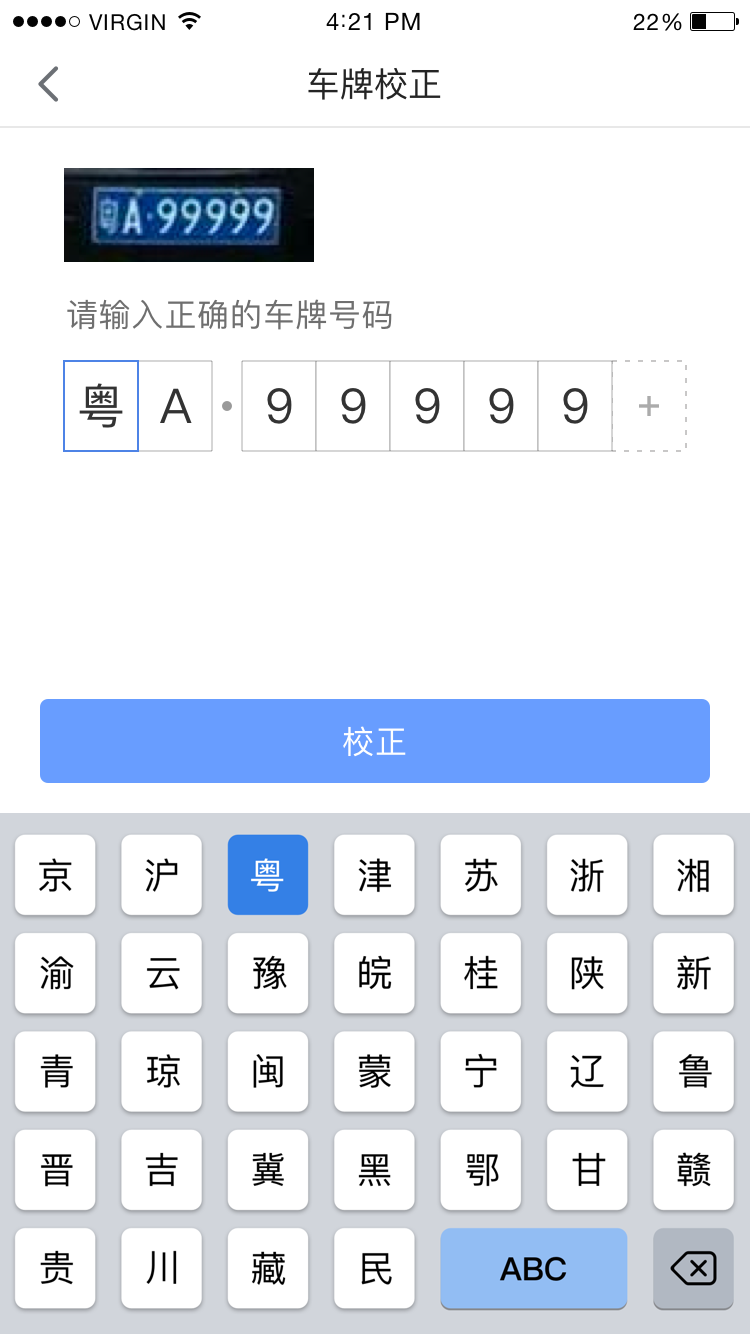 VIRGIN 4:21 PM 22%
车牌校正
粤A·99999
请输入正确的车牌号码
粤 A • 9 9 9 9 9 +
校正
京 沪 粤 津 苏 浙 湘
渝 云 豫 皖 桂 陕 新
青 琼 闽 蒙 宁 辽 鲁
晋 吉 冀 黑 鄂 甘 赣
贵 川 藏 民 ABC